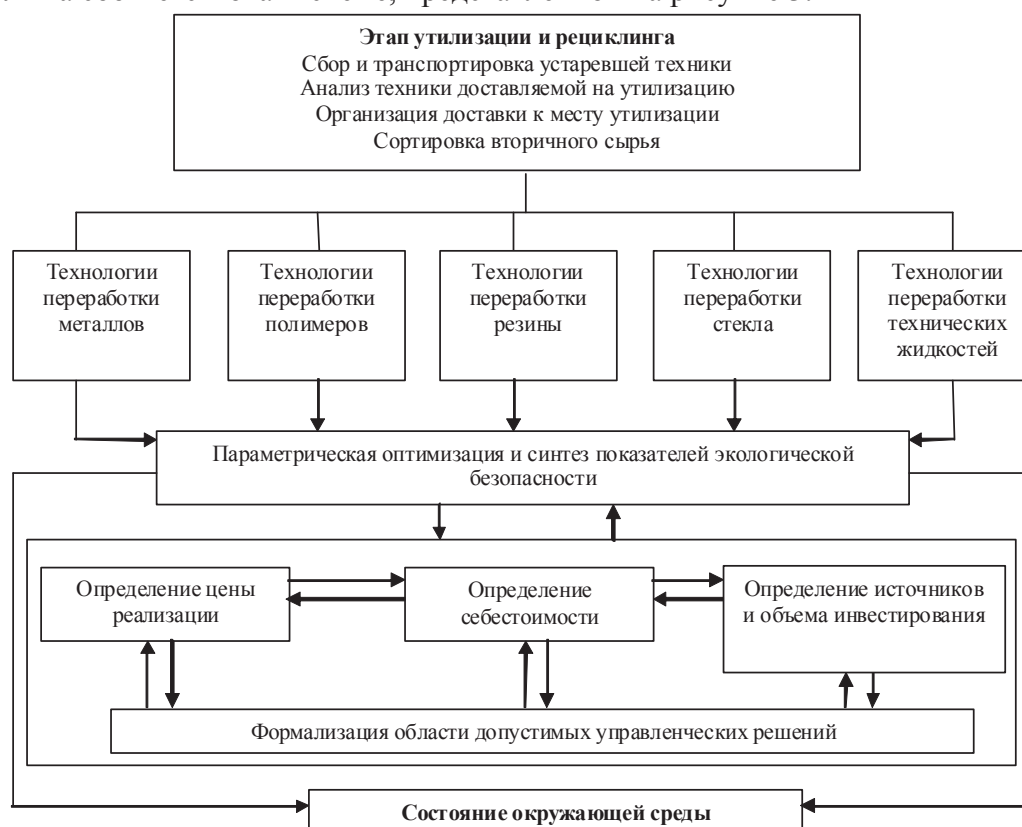 Этап утилизации и рециклинга
Сбор и транспортировка устаревшей техники
Анализ техники доставляемой на утилизацию
Организация доставки к месту утилизации
Сортировка вторичного сырья
Технологии
переработки
металлов
Технологии
переработки
полимеров
Технологии
переработки
резины
Технологии
переработки
стекла
Технологии
переработки
технических
жидкостей
Параметрическая оптимизация и синтез показателей экологической
безопасности
Определение цены
реализации
Определение
себестоимости
Определение источников
и объема инвестирования
Формализация области допустимых управленческих решений
Состояние окружающей среды